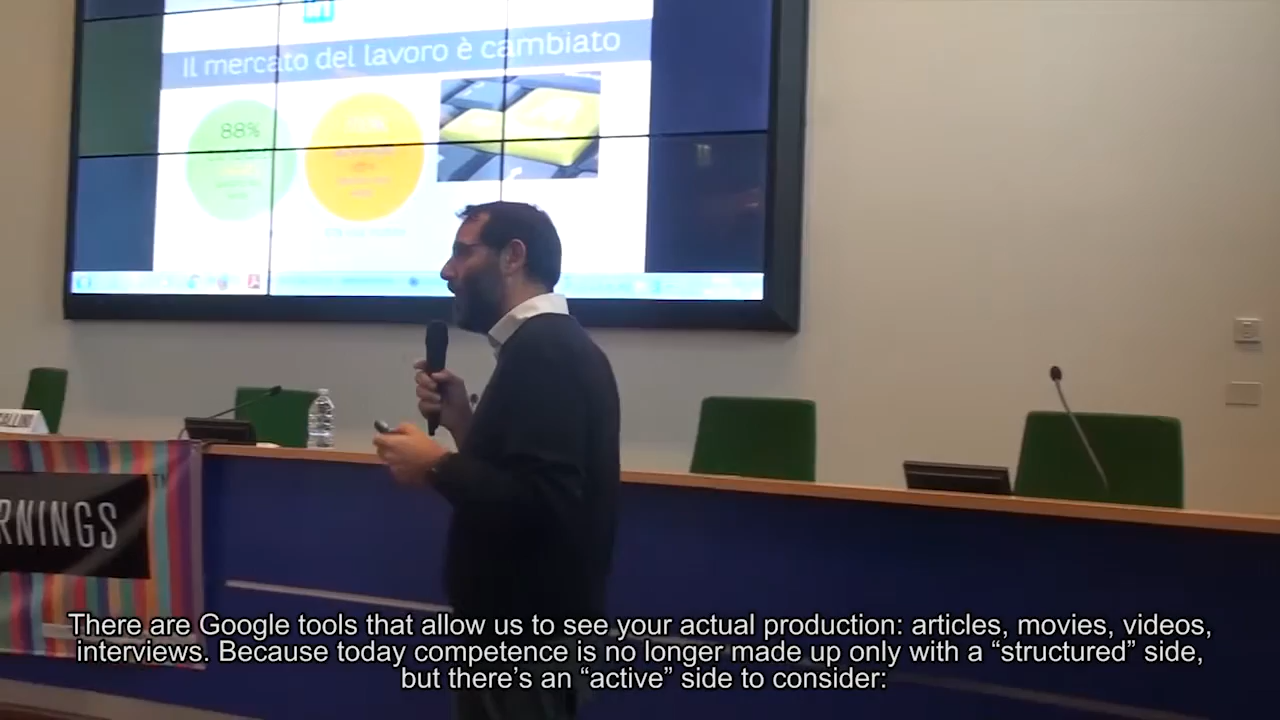 in
Il mercato del lavoro è cambiato
88%
RNINGS
TM
There are Google tools that allow us to see your actual production: articles, movies, videos,
interviews. Because today competence is no longer made up only with a “structured” side,
but there’s an “active” side to consider: